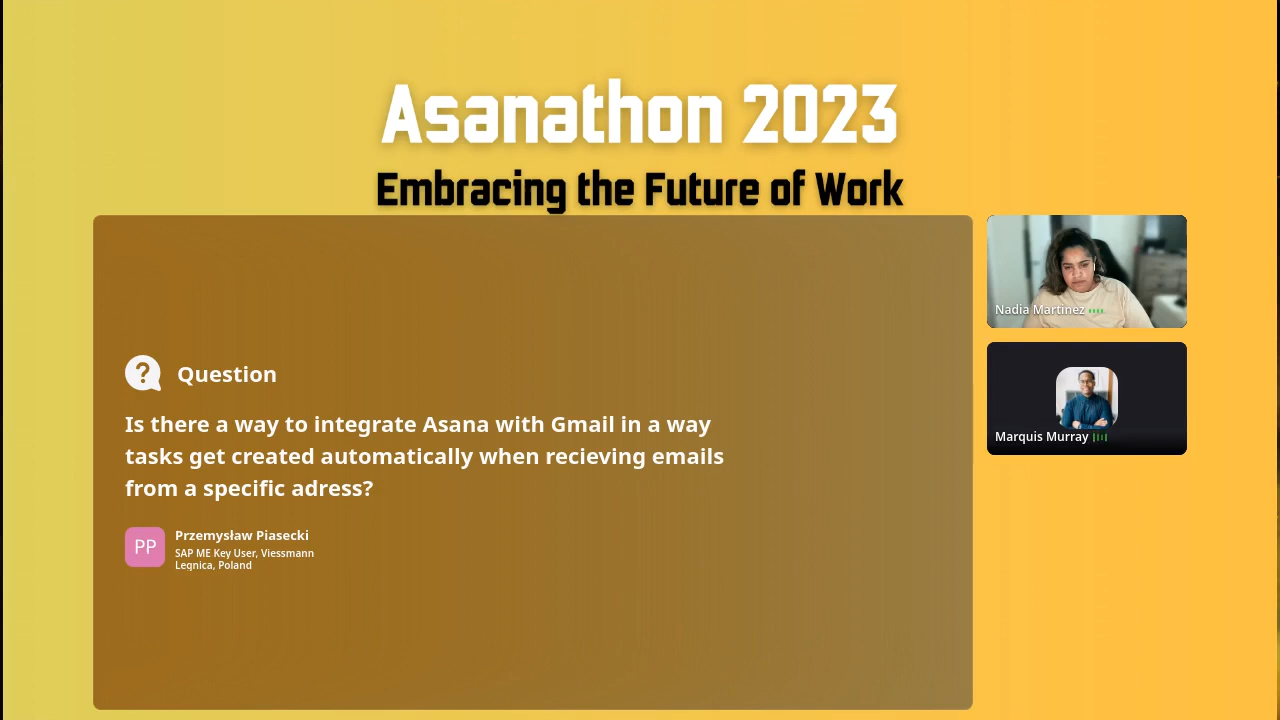 Asanathon 2023
Embracing the Future of Work
Question
Is there a way to integrate Asana with Gmail in a way
tasks get created automatically when recieving emails
from a specific adress?
PP
Przemysław Piasecki
SAP ME Key User, Viessmann
Legnica, Poland
Nadia Martinez
Marquis Murray